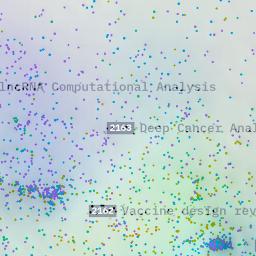 lncRNA Computational Analysis
2163 Deep Cancer Anal
2162 Vaccine design rev